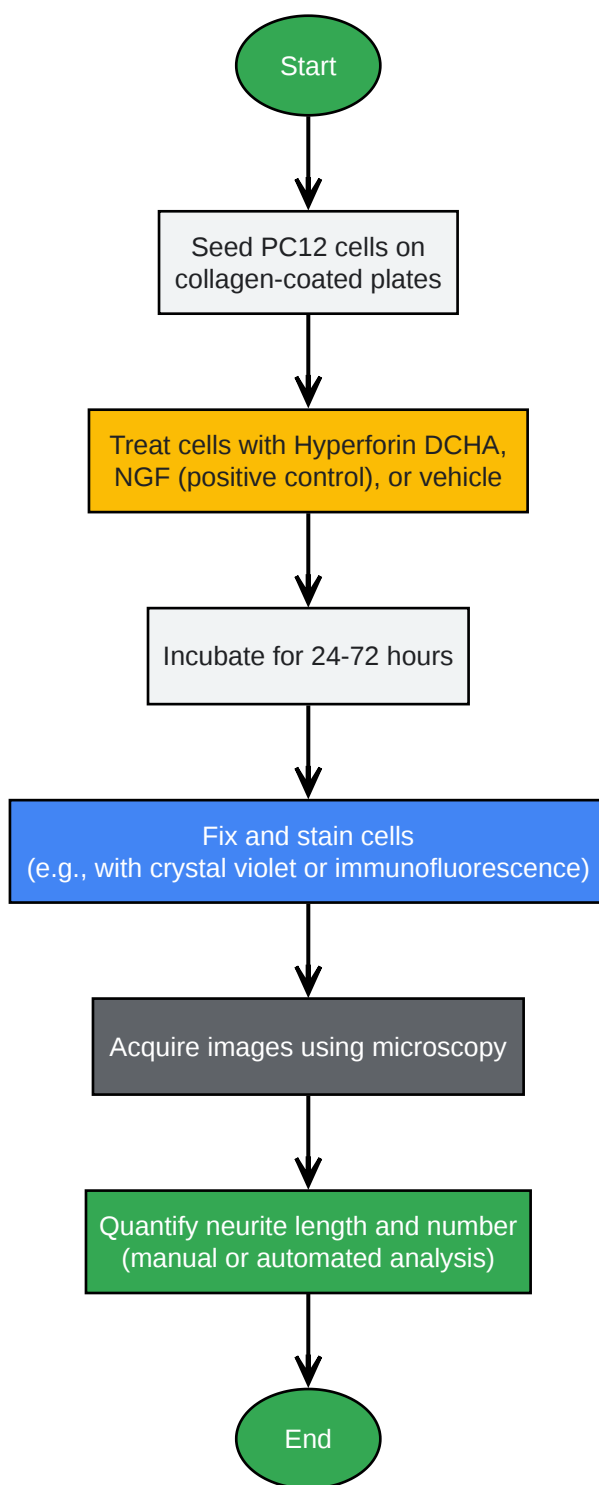 Start
Seed PC12 cells on
collagen-coated plates
Treat cells with Hyperforin DCHA,
NGF (positive control), or vehicle
Incubate for 24-72 hours
Fix and stain cells
(e.g., with crystal violet or immunofluorescence)
Acquire images using microscopy
Quantify neurite length and number
(manual or automated analysis)
End